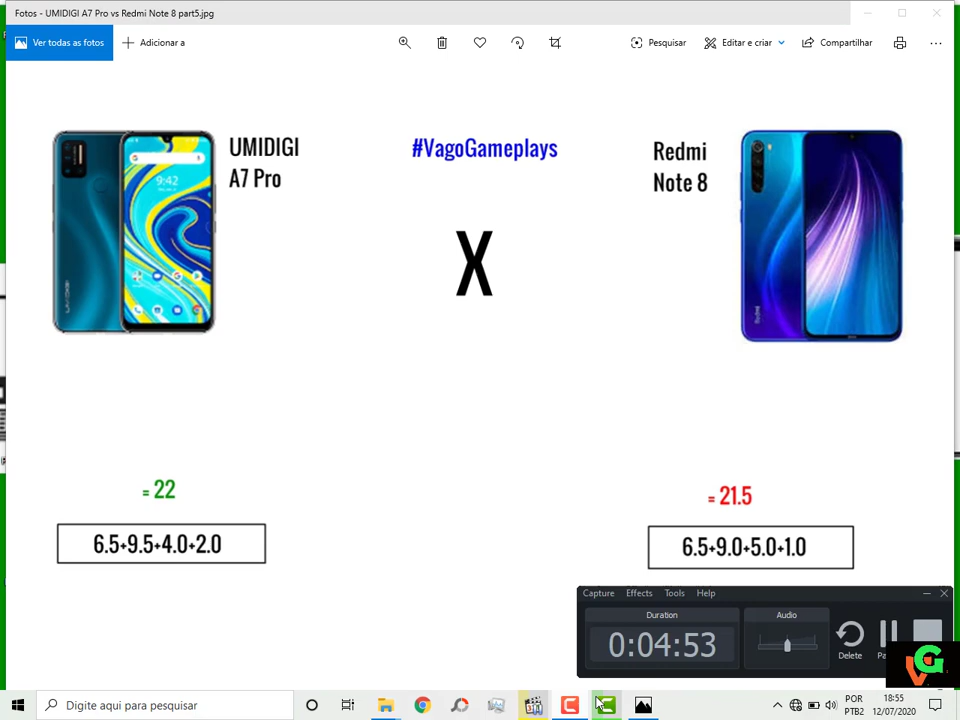 Fotos - UMIDIGI A7 Pro vs Redmi Note 8 part5.jpg
Ver todas as fotos
Adicionar a
Pesquisar
Editar e criar
Compartilhar
UMIDIGI
A7 Pro
#VagoGameplays
Redmi
Note 8
9:42
X
Redmi
= 22
= 21.5
6.5+9.5+4.0+2.0
6.5+9.0+5.0+1.0
Capture Effects Tools Help
Duration
Audio
0:04:53
Delete
VG
Digite aqui para pesquisar
POR
PTB2
18:55
12/07/2020